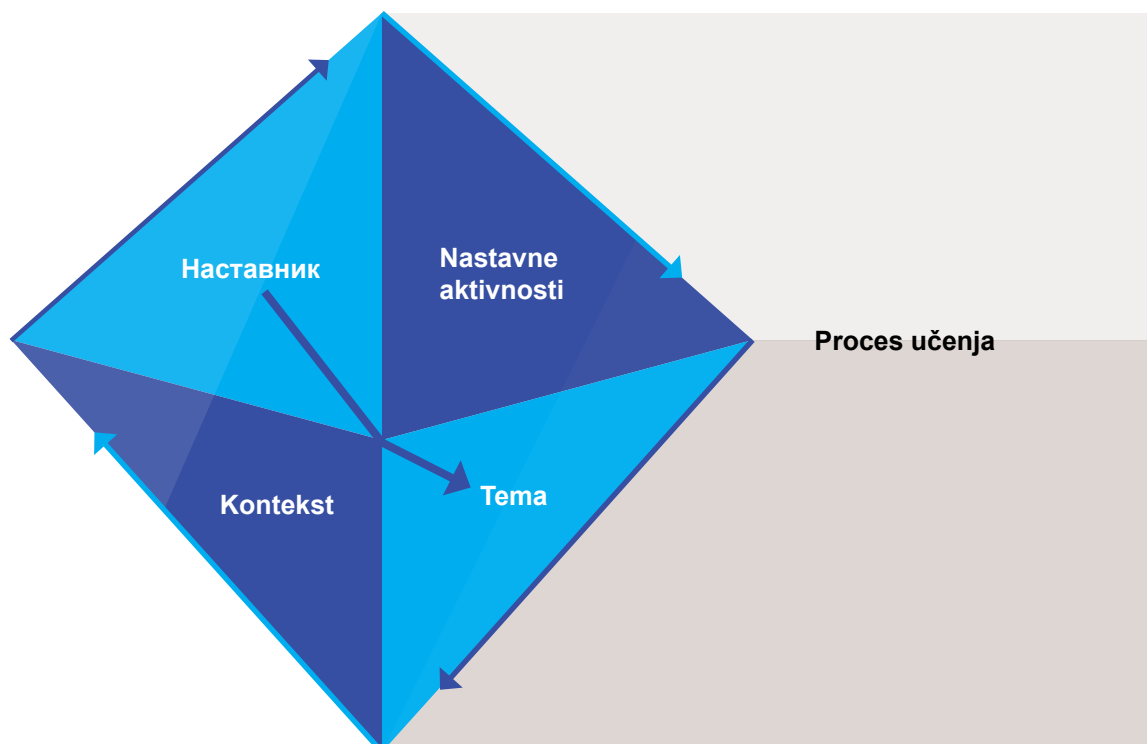 Наставник
Nastavne
aktivnosti
Proces učenja
Kontekst
Tema